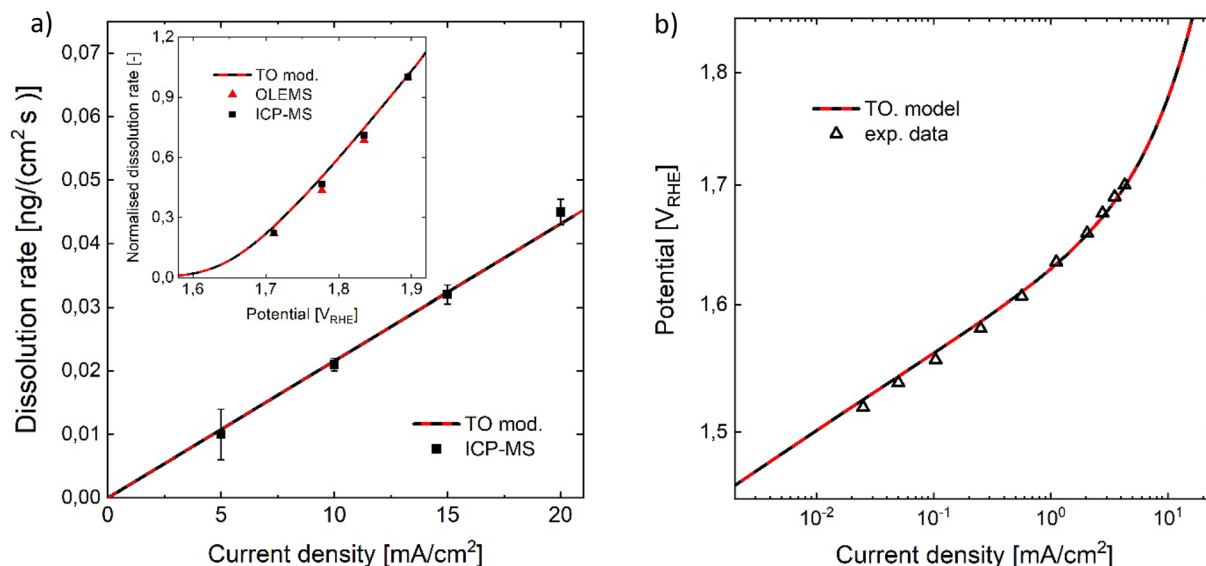 a)
Dissolution rate [ng/(cm² s )]
0,07
0,06
0,05
0,04
0,03
0,02
0,01
0,00
0 5 10 15 20
Current density [mA/cm²]
TO mod.
ICP-MS
Normalised dissolution rate [-]
1,2
0,9
0,6
0,3
0,0
1,6 1,7 1,8 1,9
Potential [V_RHE]
TO mod.
OLEMS
ICP-MS
b)
Potential [V_RHE]
1,8
1,7
1,6
1,5
10⁻² 10⁻¹ 10⁰ 10¹
Current density [mA/cm²]
TO. model
exp. data